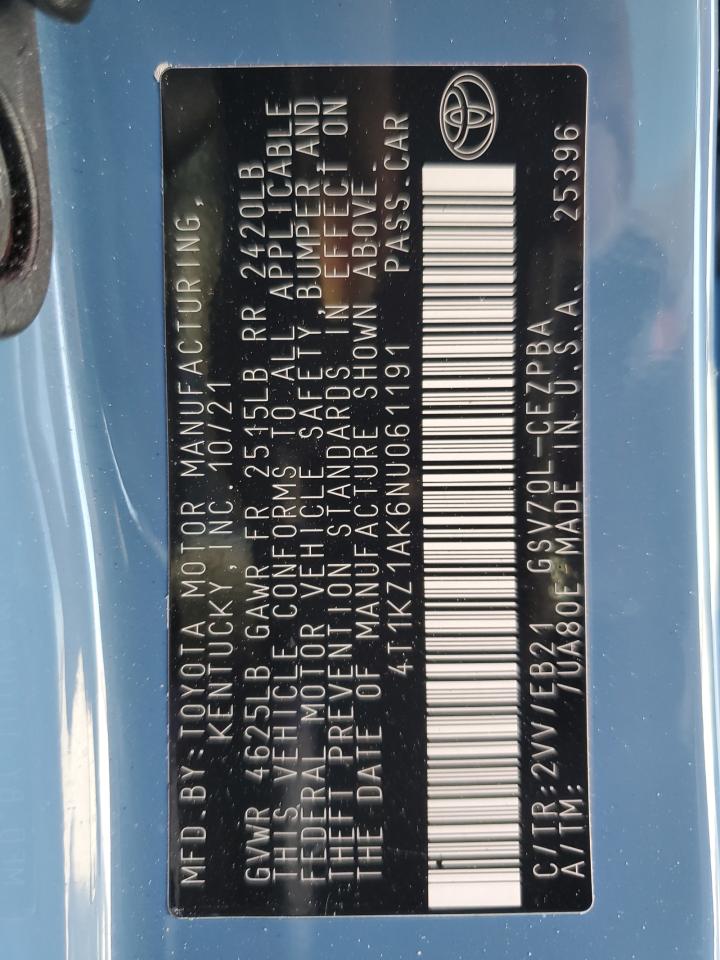 MFD.BY:TOYOTA MOTOR MANUFACTURING,
KENTUCKY,INC. 10/21
GVWR 4625LB GAWR FR 2515LB RR 2420LB
THIS VEHICLE CONFORMS TO ALL APPLICABLE
FEDERAL MOTOR VEHICLE SAFETY, BUMPER, AND
THEFT PREVENTION STANDARDS IN EFFECT ON
THE DATE OF MANUFACTURE SHOWN ABOVE.
4T1KZ1AK6NU061191 PASS.CAR
C/TR:2VV/EB21 GSV70L-CEZPBA
A/TM: /UA80E MADE IN U.S.A. 25396